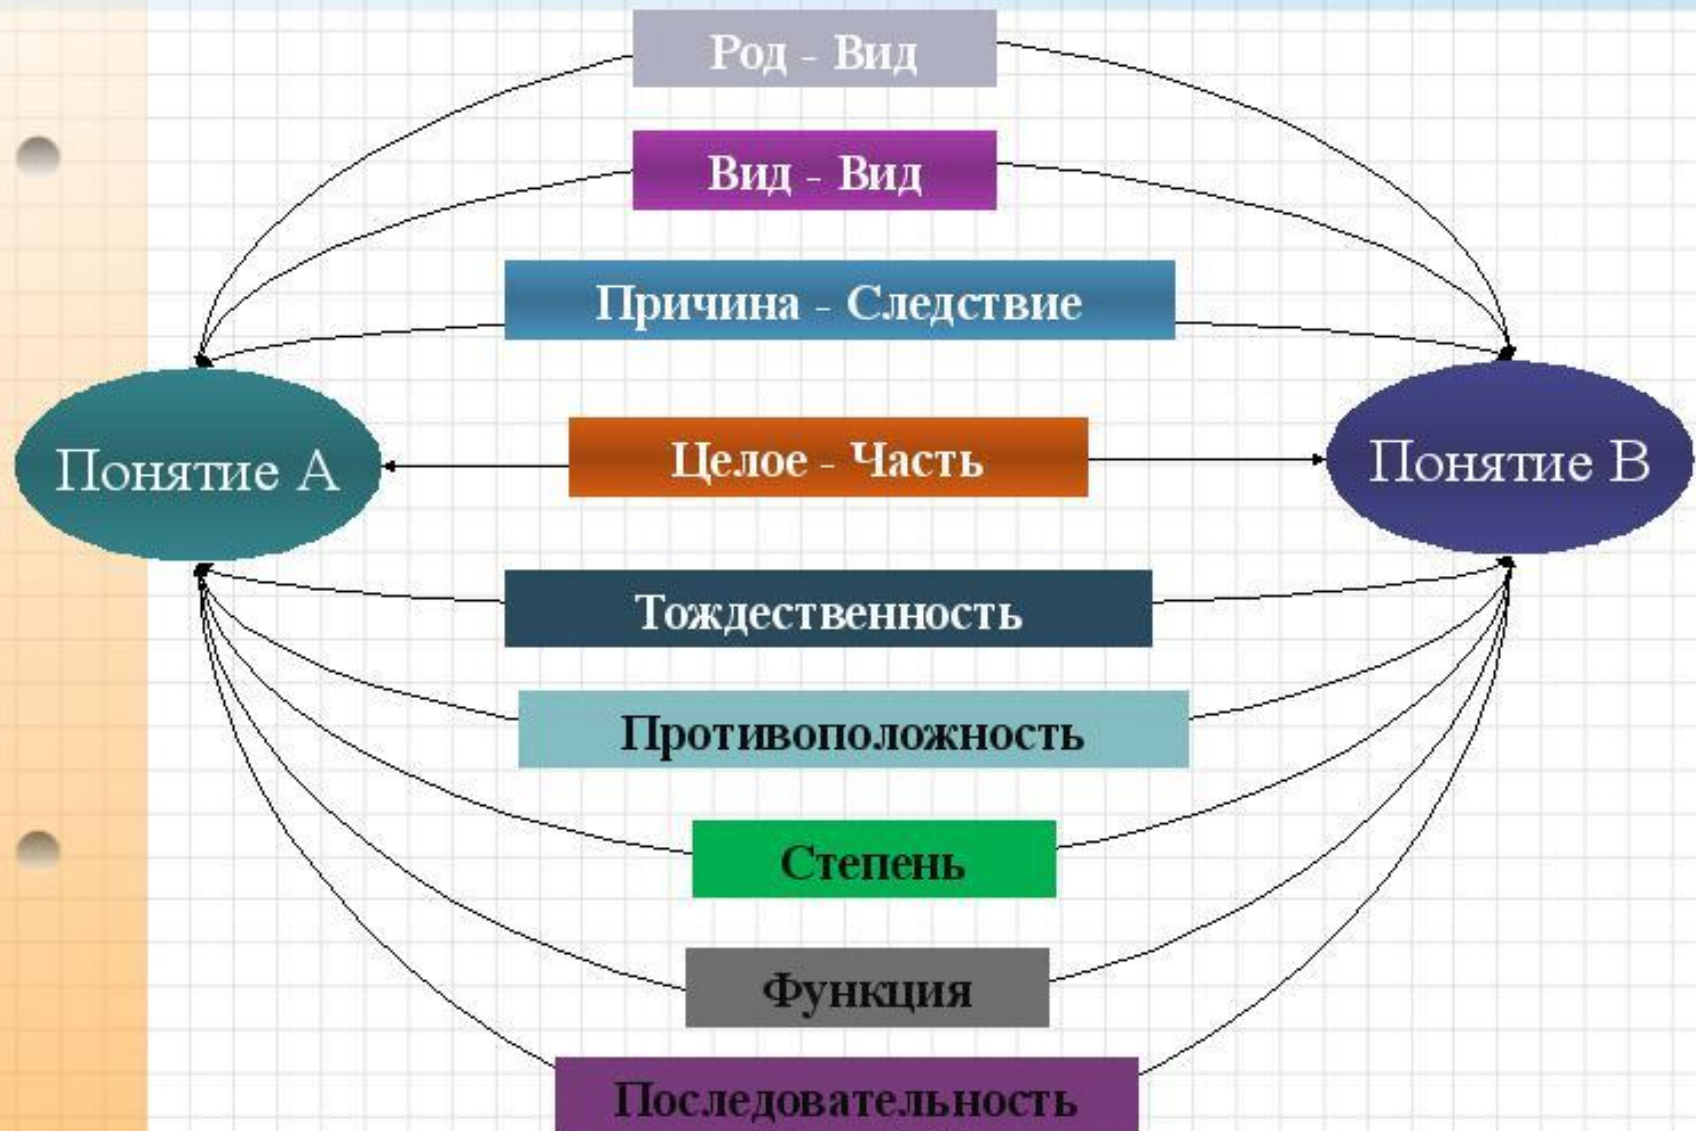 Род - Вид
Вид - Вид
Причина - Следствие
Понятие А
Целое - Часть
Понятие В
Тождественность
Противоположность
Степень
Функция
Последовательность